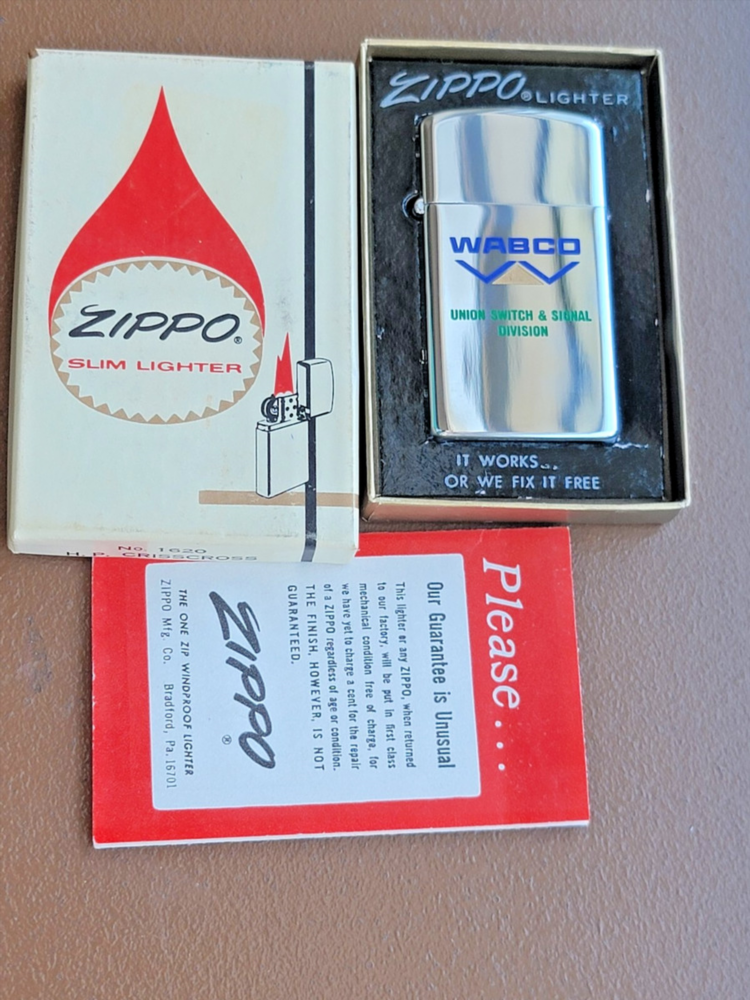 ZIPPO®
SLIM LIGHTER
No. 1620
H.P. CRISSCROSS
ZIPPO® LIGHTER
WABCO
UNION SWITCH & SIGNAL
DIVISION
IT WORKS...
OR WE FIX IT FREE
Please...
Our Guarantee is Unusual
This lighter or any ZIPPO, when returned
to our factory, will be put in first class
mechanical condition free of charge, for
we have yet to charge a cent for the repair
of a ZIPPO regardless of age or condition.
THE FINISH, HOWEVER, IS NOT
GUARANTEED.
ZIPPO®
THE ONE ZIP WINDPROOF LIGHTER
ZIPPO Mfg. Co. Bradford, Pa. 16701